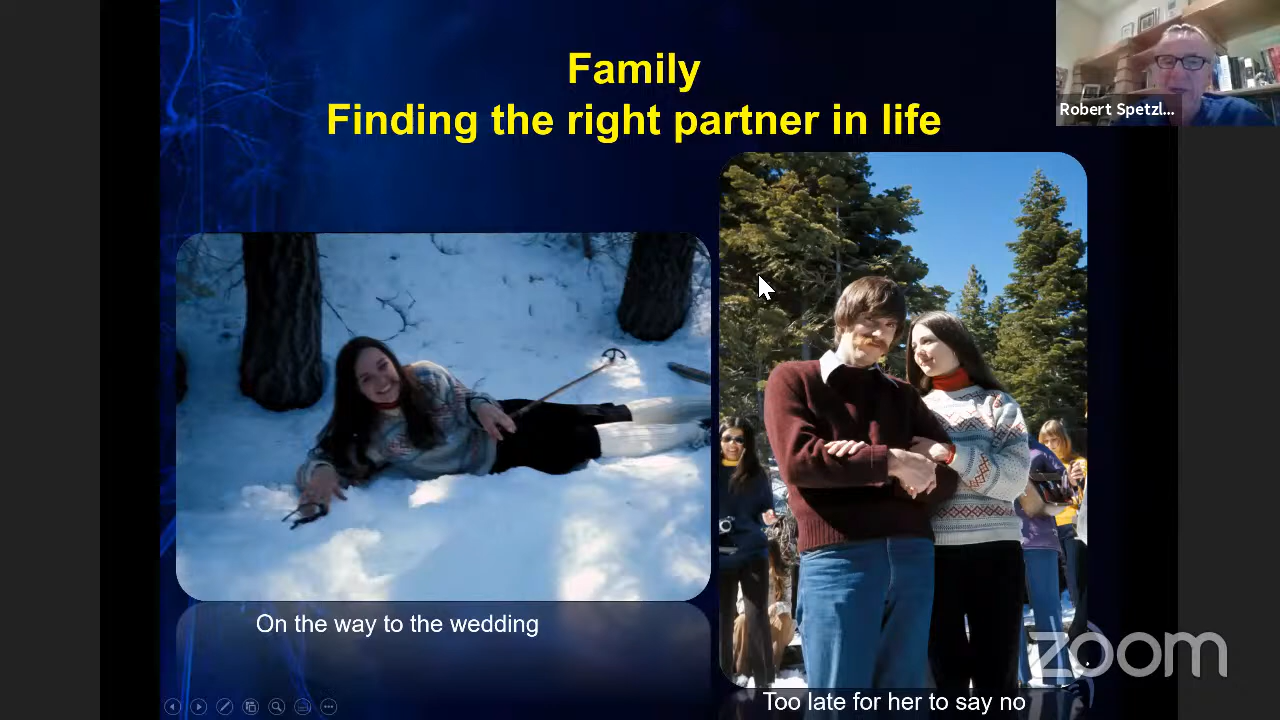 Family
Finding the right partner in life
Robert Spetzl...
On the way to the wedding
Too late for her to say no
zoom